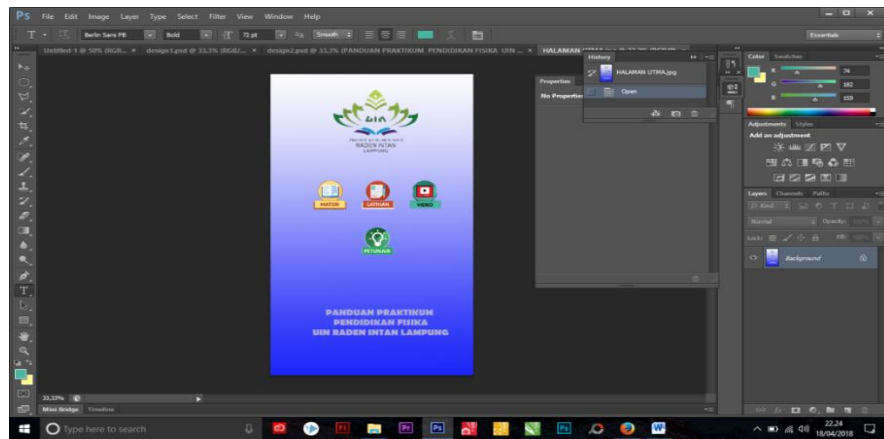 Ps File Edit Image Layer Type Select Filter View Window Help
T Berlin Sans FB Bold 72 pt Smooth Essentials
Untitled-1 @ 50% (RGB... × design1.psd @ 33,3% (RGB/... × design2.psd @ 33,3% (PANDUAN PRAKTIKUM PENDIDIKAN FISIKA UIN ... ×
History
HALAMAN UTMA.jpg
Open
Properties
No Properties
UIN
RADEN INTAN
LAMPUNG
MATERI LATIHAN VIDEO
PETUNJUK
PANDUAN PRAKTIKUM
PENDIDIKAN FISIKA
UIN RADEN INTAN LAMPUNG
Color Swatches
R 74
G 182
B 159
Adjustments Styles
Add an adjustment
Layers Channels Paths
Kind
Normal Opacity: 100%
Lock: Fill: 100%
Background
33,33%
Mini Bridge Timeline
Type here to search
22.24
18/04/2018